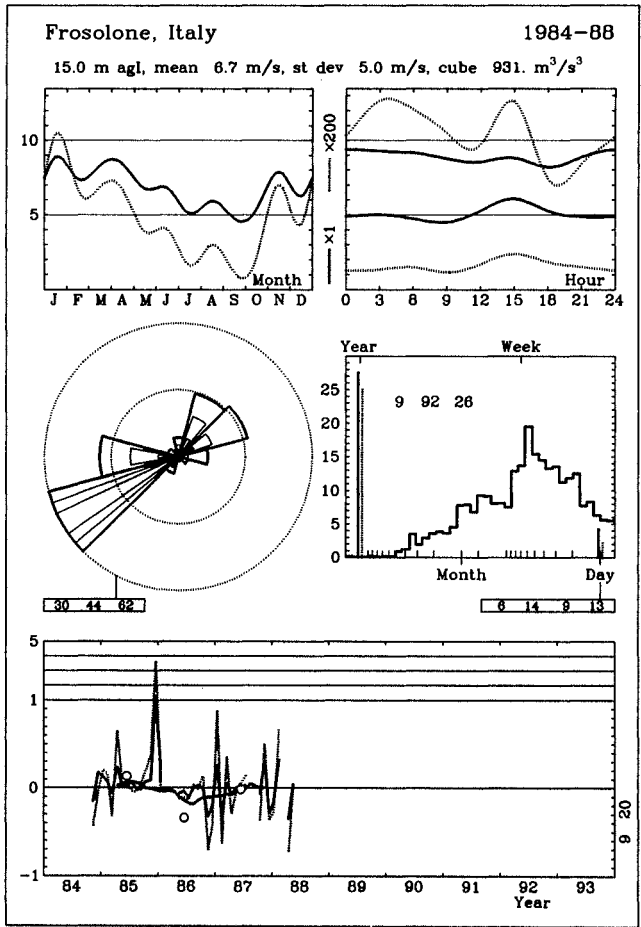 Frosolone, Italy 1984-88
15.0 m agl, mean 6.7 m/s, st dev 5.0 m/s, cube 931. m³/s³
10
5
J F M A M J J A S O N D
Month
×1 ×200
0 3 6 9 12 15 18 21 24
Hour
Year Week
25
20
15
10
5
0
9 92 26
Month Day
30 44 62
6 14 9 13
5
1
0
-1
84 85 86 87 88 89 90 91 92 93
Year
9 20